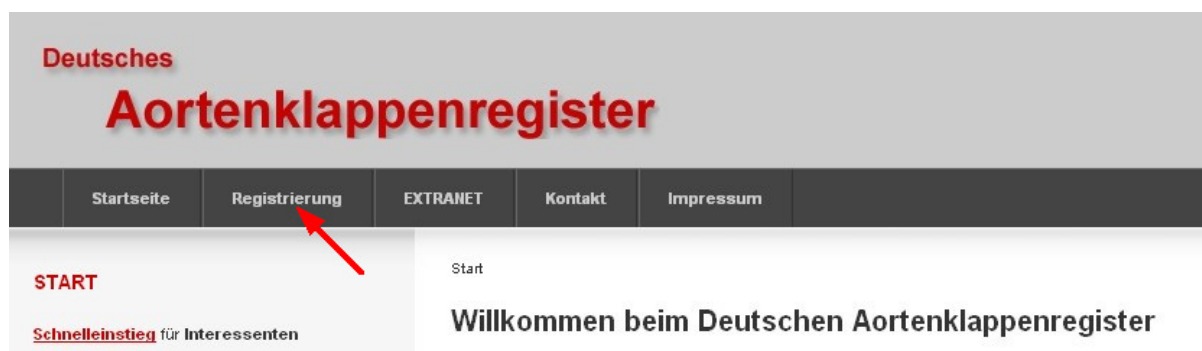 Deutsches
Aortenklappenregister
Startseite Registrierung EXTRANET Kontakt Impressum
START
Schnelleinstieg für Interessenten
Start
Willkommen beim Deutschen Aortenklappenregister